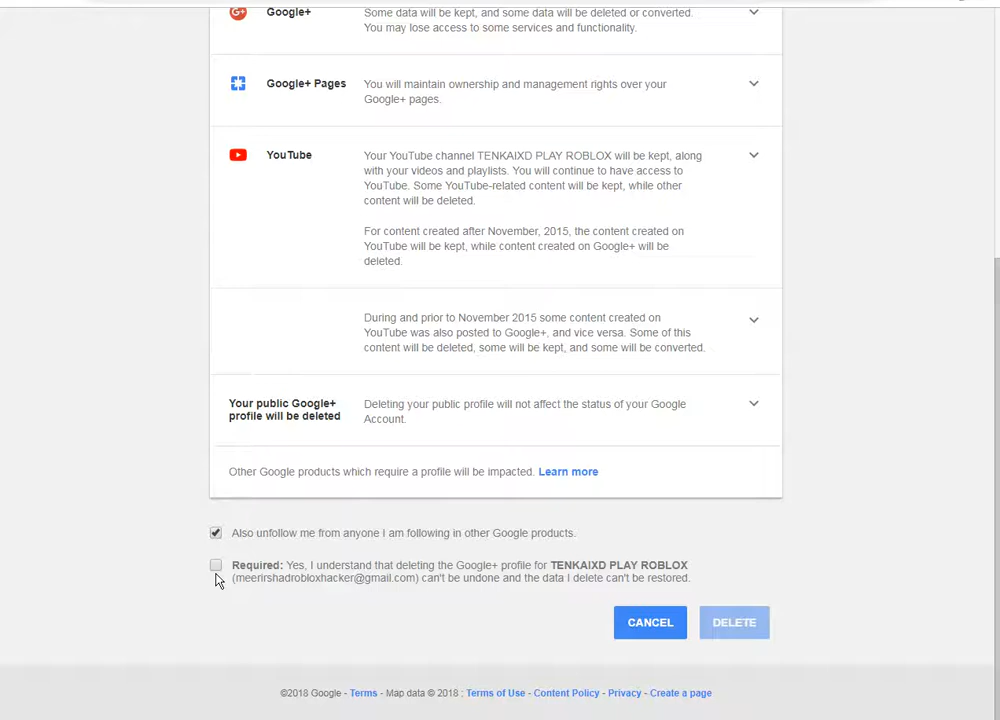 Google+
Some data will be kept, and some data will be deleted or converted.
You may lose access to some services and functionality.
Google+ Pages
You will maintain ownership and management rights over your
Google+ pages.
YouTube
Your YouTube channel TENKAIXD PLAY ROBLOX will be kept, along
with your videos and playlists. You will continue to have access to
YouTube. Some YouTube-related content will be kept, while other
content will be deleted.
For content created after November, 2015, the content created on
YouTube will be kept, while content created on Google+ will be
deleted.
During and prior to November 2015 some content created on
YouTube was also posted to Google+, and vice versa. Some of this
content will be deleted, some will be kept, and some will be converted.
Your public Google+
profile will be deleted
Deleting your public profile will not affect the status of your Google
Account.
Other Google products which require a profile will be impacted. Learn more
Also unfollow me from anyone I am following in other Google products.
Required: Yes, I understand that deleting the Google+ profile for TENKAIXD PLAY ROBLOX
(meerirshadrobloxhacker@gmail.com) can't be undone and the data I delete can't be restored.
CANCEL
DELETE
©2018 Google - Terms - Map data © 2018 ; Terms of Use - Content Policy - Privacy - Create a page